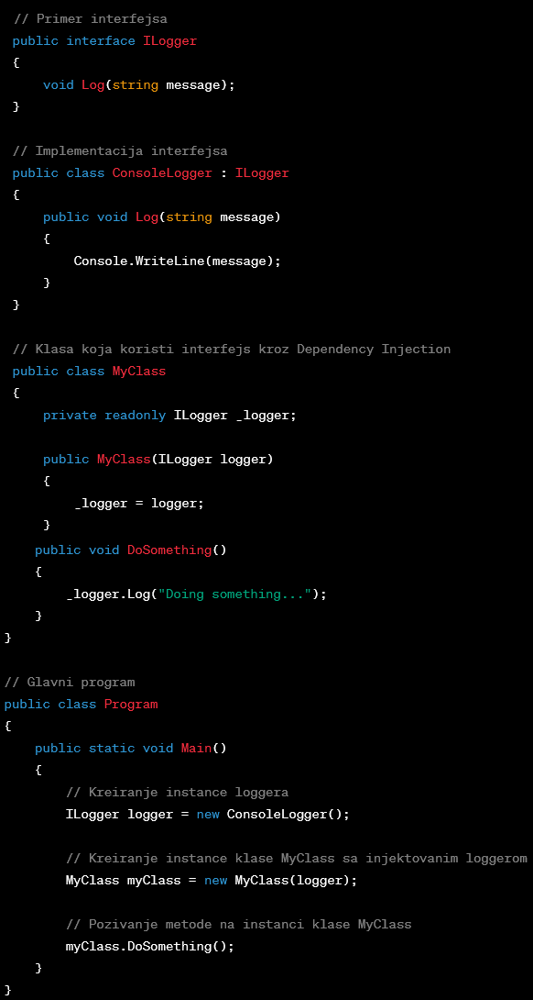 // Primer interfejsa
public interface ILogger
{
    void Log(string message);
}

// Implementacija interfejsa
public class ConsoleLogger : ILogger
{
    public void Log(string message)
    {
        Console.WriteLine(message);
    }
}

// Klasa koja koristi interfejs kroz Dependency Injection
public class MyClass
{
    private readonly ILogger _logger;

    public MyClass(ILogger logger)
    {
        _logger = logger;
    }
    public void DoSomething()
    {
        _logger.Log("Doing something...");
    }
}

// Glavni program
public class Program
{
    public static void Main()
    {
        // Kreiranje instance loggera
        ILogger logger = new ConsoleLogger();

        // Kreiranje instance klase MyClass sa injektovanim loggerom
        MyClass myClass = new MyClass(logger);

        // Pozivanje metode na instanci klase MyClass
        myClass.DoSomething();
    }
}